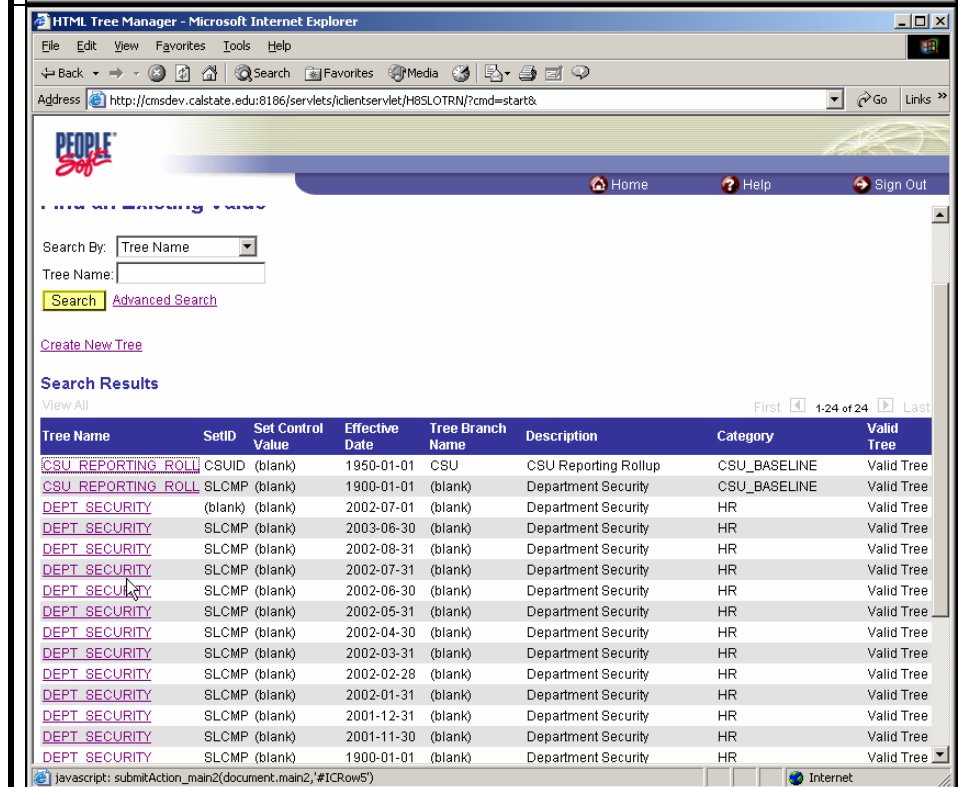 HTML Tree Manager - Microsoft Internet Explorer
File Edit View Favorites Tools Help
Back Search Favorites Media
Address http://cmsdev.calstate.edu:8186/servlets/iclientservlet/H8SLOTRN/?cmd=start& Go Links »
PEOPLE Soft
Home Help Sign Out
Find an Existing Value
Search By: Tree Name
Tree Name:
Search Advanced Search
Create New Tree
Search Results
View All First 1-24 of 24 Last
Tree Name SetID Set Control Value Effective Date Tree Branch Name Description Category Valid Tree
CSU_REPORTING_ROLL CSUID (blank) 1950-01-01 CSU CSU Reporting Rollup CSU_BASELINE Valid Tree
CSU_REPORTING_ROLL SLCMP (blank) 1900-01-01 (blank) Department Security CSU_BASELINE Valid Tree
DEPT_SECURITY (blank) (blank) 2002-07-01 (blank) Department Security HR Valid Tree
DEPT_SECURITY SLCMP (blank) 2003-06-30 (blank) Department Security HR Valid Tree
DEPT_SECURITY SLCMP (blank) 2002-08-31 (blank) Department Security HR Valid Tree
DEPT_SECURITY SLCMP (blank) 2002-07-31 (blank) Department Security HR Valid Tree
DEPT_SECURITY SLCMP (blank) 2002-06-30 (blank) Department Security HR Valid Tree
DEPT_SECURITY SLCMP (blank) 2002-05-31 (blank) Department Security HR Valid Tree
DEPT_SECURITY SLCMP (blank) 2002-04-30 (blank) Department Security HR Valid Tree
DEPT_SECURITY SLCMP (blank) 2002-03-31 (blank) Department Security HR Valid Tree
DEPT_SECURITY SLCMP (blank) 2002-02-28 (blank) Department Security HR Valid Tree
DEPT_SECURITY SLCMP (blank) 2002-01-31 (blank) Department Security HR Valid Tree
DEPT_SECURITY SLCMP (blank) 2001-12-31 (blank) Department Security HR Valid Tree
DEPT_SECURITY SLCMP (blank) 2001-11-30 (blank) Department Security HR Valid Tree
DEPT_SECURITY SLCMP (blank) 1900-01-01 (blank) Department Security HR Valid Tree
javascript: submitAction_main2(document.main2,'#ICRow5') Internet